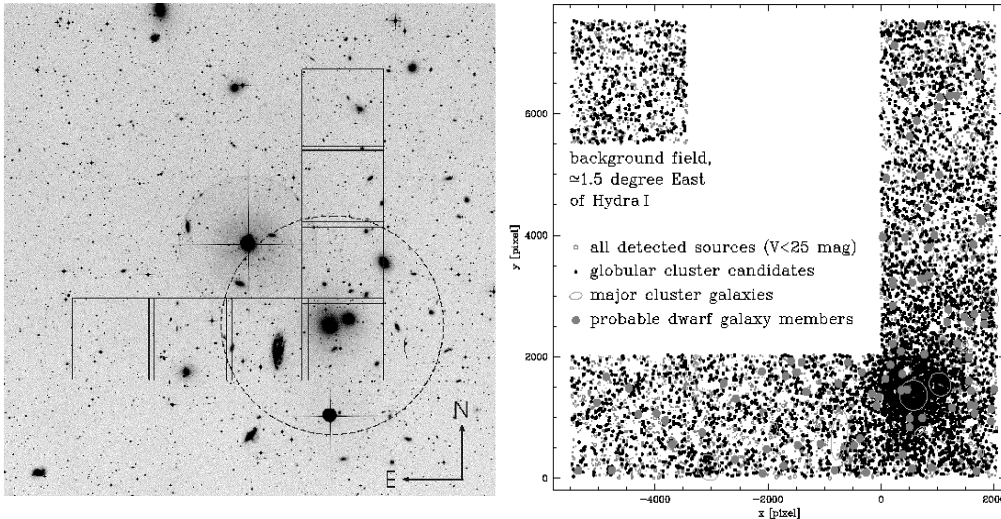 N
E
background field,
≃1.5 degree East
of Hydra I
all detected sources (V<25 mag)
globular cluster candidates
major cluster galaxies
probable dwarf galaxy members
y [pixel]
6000
4000
2000
0
-4000
-2000
0
2000
x [pixel]